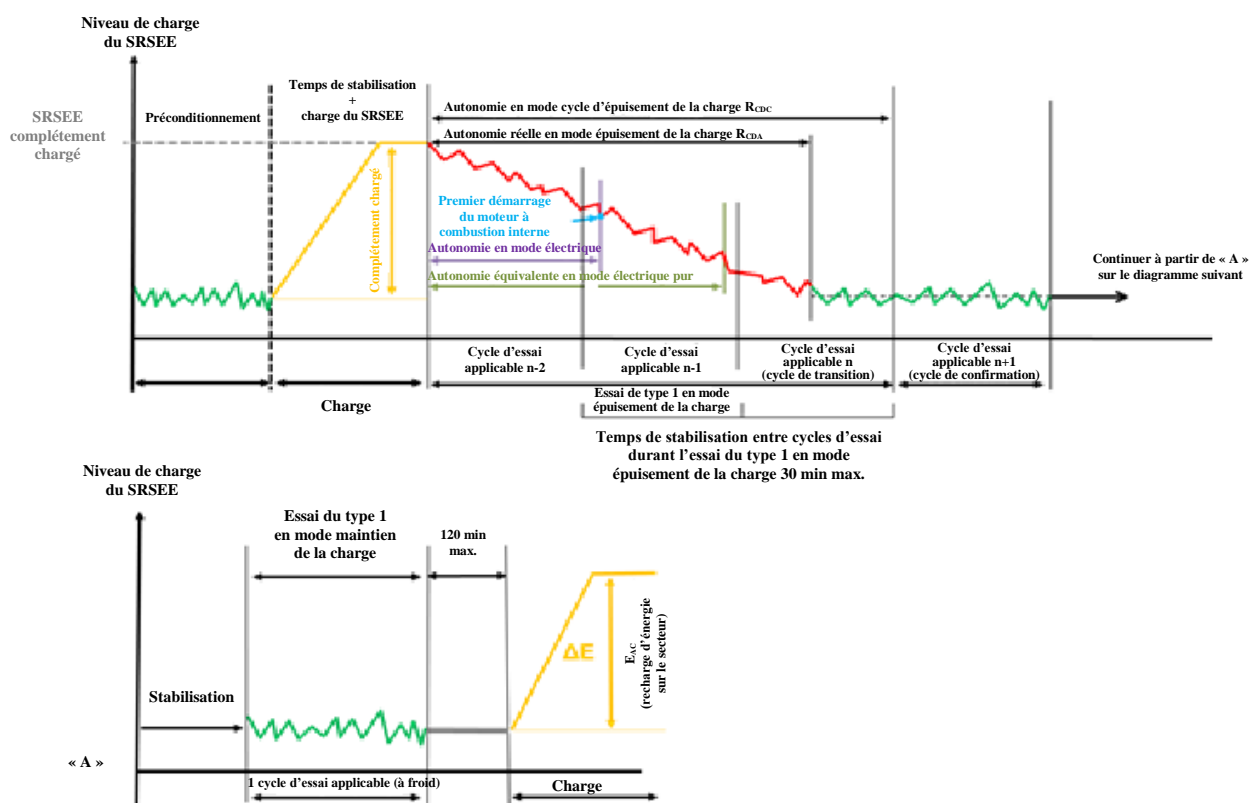 Niveau de charge
du SRSEE
SRSEE
complétement
chargé
Préconditionnement
Temps de stabilisation
+
charge du SRSEE
Autonomie en mode cycle d'épuisement de la charge RCDC
Autonomie réelle en mode épuisement de la charge RCDA
Complétement chargé
Premier démarrage
du moteur à
combustion interne
Autonomie en mode électrique
Autonomie équivalente en mode électrique pur
Continuer à partir de « A »
sur le diagramme suivant
Cycle d'essai
applicable n-2
Cycle d'essai
applicable n-1
Cycle d'essai
applicable n
(cycle de transition)
Cycle d'essai
applicable n+1
(cycle de confirmation)
Charge
Essai de type 1 en mode
épuisement de la charge
Temps de stabilisation entre cycles d'essai
durant l'essai du type 1 en mode
épuisement de la charge 30 min max.
Niveau de charge
du SRSEE
Essai du type 1
en mode maintien
de la charge
120 min
max.
Stabilisation
ΔE
EAC
(recharge d'énergie
sur le secteur)
« A »
1 cycle d'essai applicable (à froid)
Charge